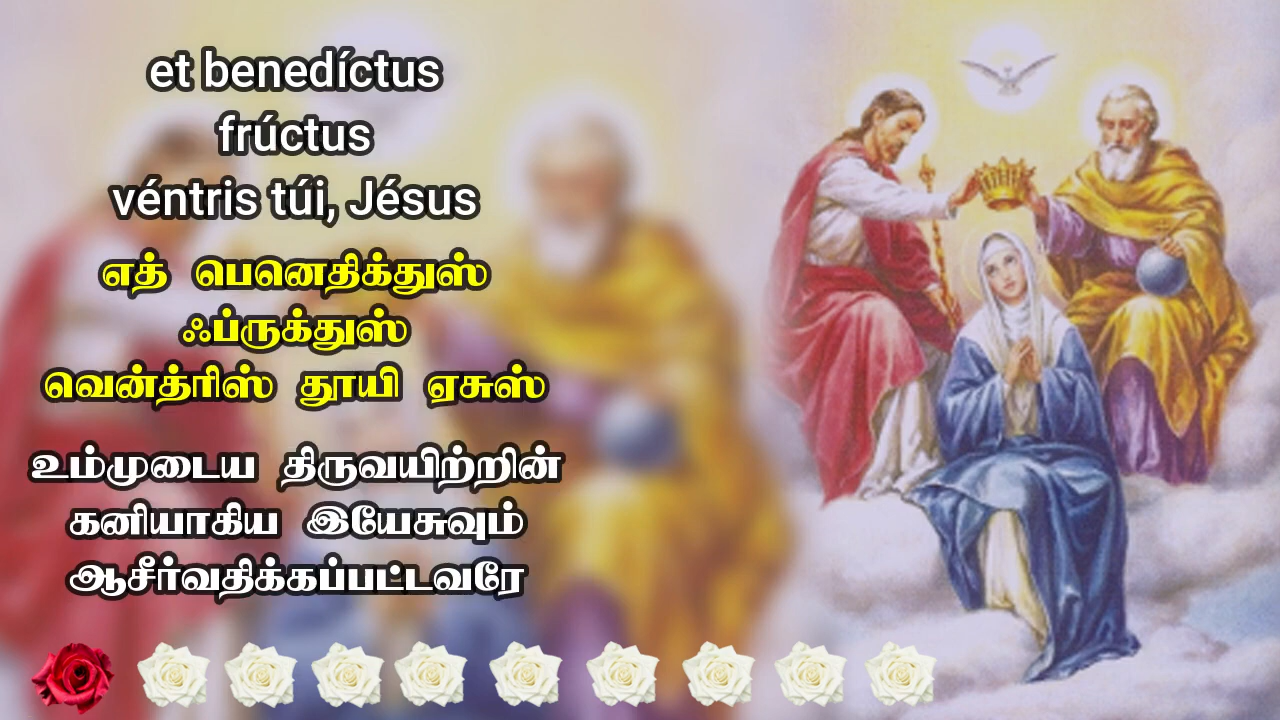 et benedíctus
frúctus
véntris túi, Jésus
எத் பெனெதிக்துஸ்
ஃப்ருக்துஸ்
வென்த்ரிஸ் தூயி ஏசுஸ்
உம்முடைய திருவயிற்றின்
கனியாகிய இயேசுவும்
ஆசீர்வதிக்கப்பட்டவரே